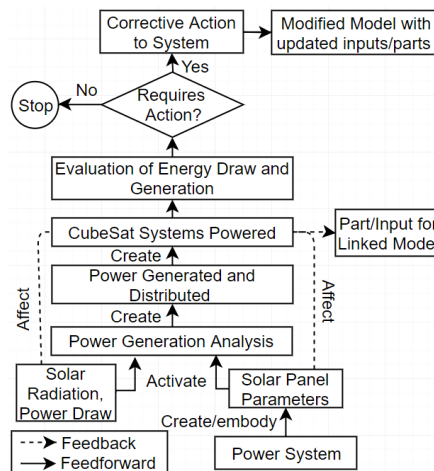 Corrective Action
to System
Modified Model with
updated inputs/parts
Yes
No
Requires
Action?
Stop
Evaluation of Energy Draw and
Generation
CubeSat Systems Powered
Part/Input for
Linked Model
Create
Power Generated and
Distributed
Affect
Affect
Create
Power Generation Analysis
Solar
Radiation,
Power Draw
Activate
Solar Panel
Parameters
Create/embody
Feedback
Feedforward
Power System